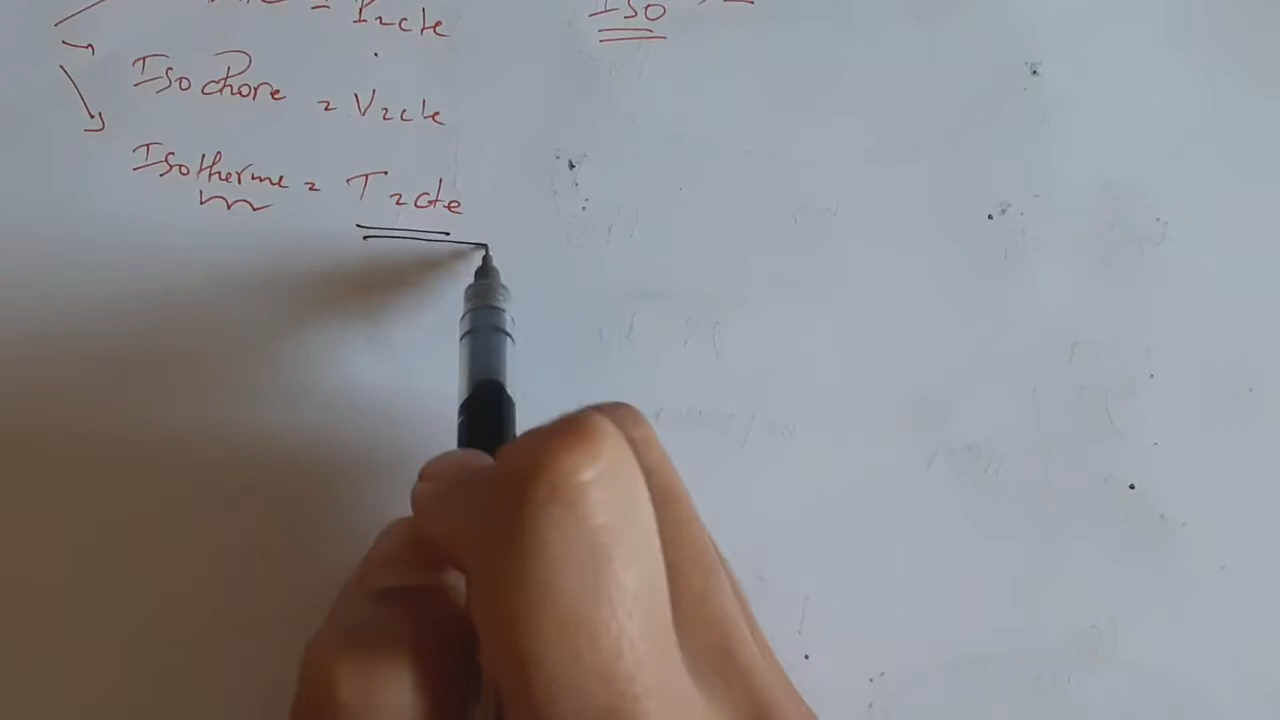 = P = cte
Iso
Isochore = V = cte
Isotherme = T = cte